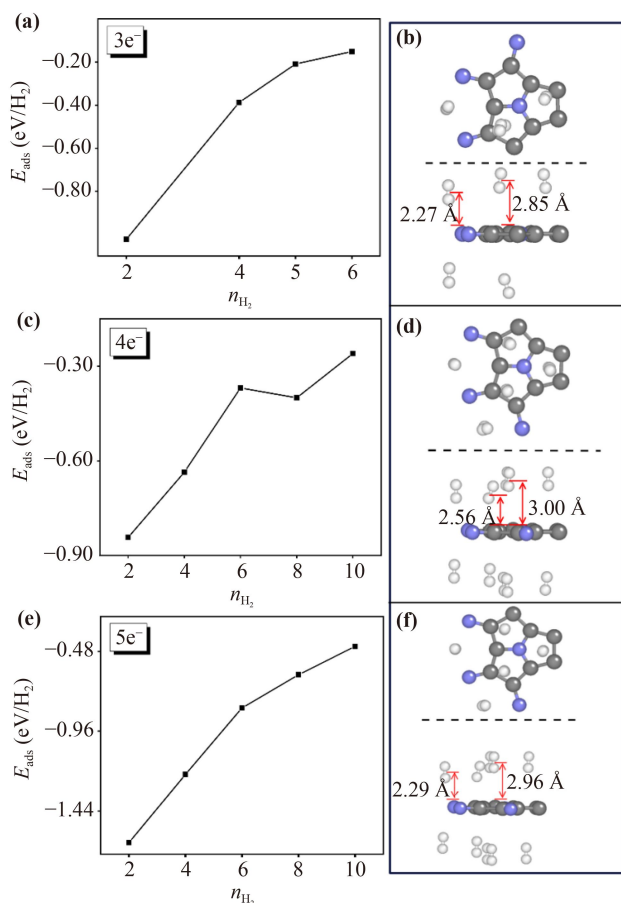 (a)
3e⁻
−0.20
−0.40
−0.60
−0.80
E_ads (eV/H₂)
2 4 5 6
n_H₂
(b)
2.27 Å
2.85 Å
(c)
4e⁻
−0.30
−0.60
−0.90
E_ads (eV/H₂)
2 4 6 8 10
n_H₂
(d)
2.56 Å
3.00 Å
(e)
5e⁻
−0.48
−0.96
−1.44
E_ads (eV/H₂)
2 4 6 8 10
n_H₂
(f)
2.29 Å
2.96 Å